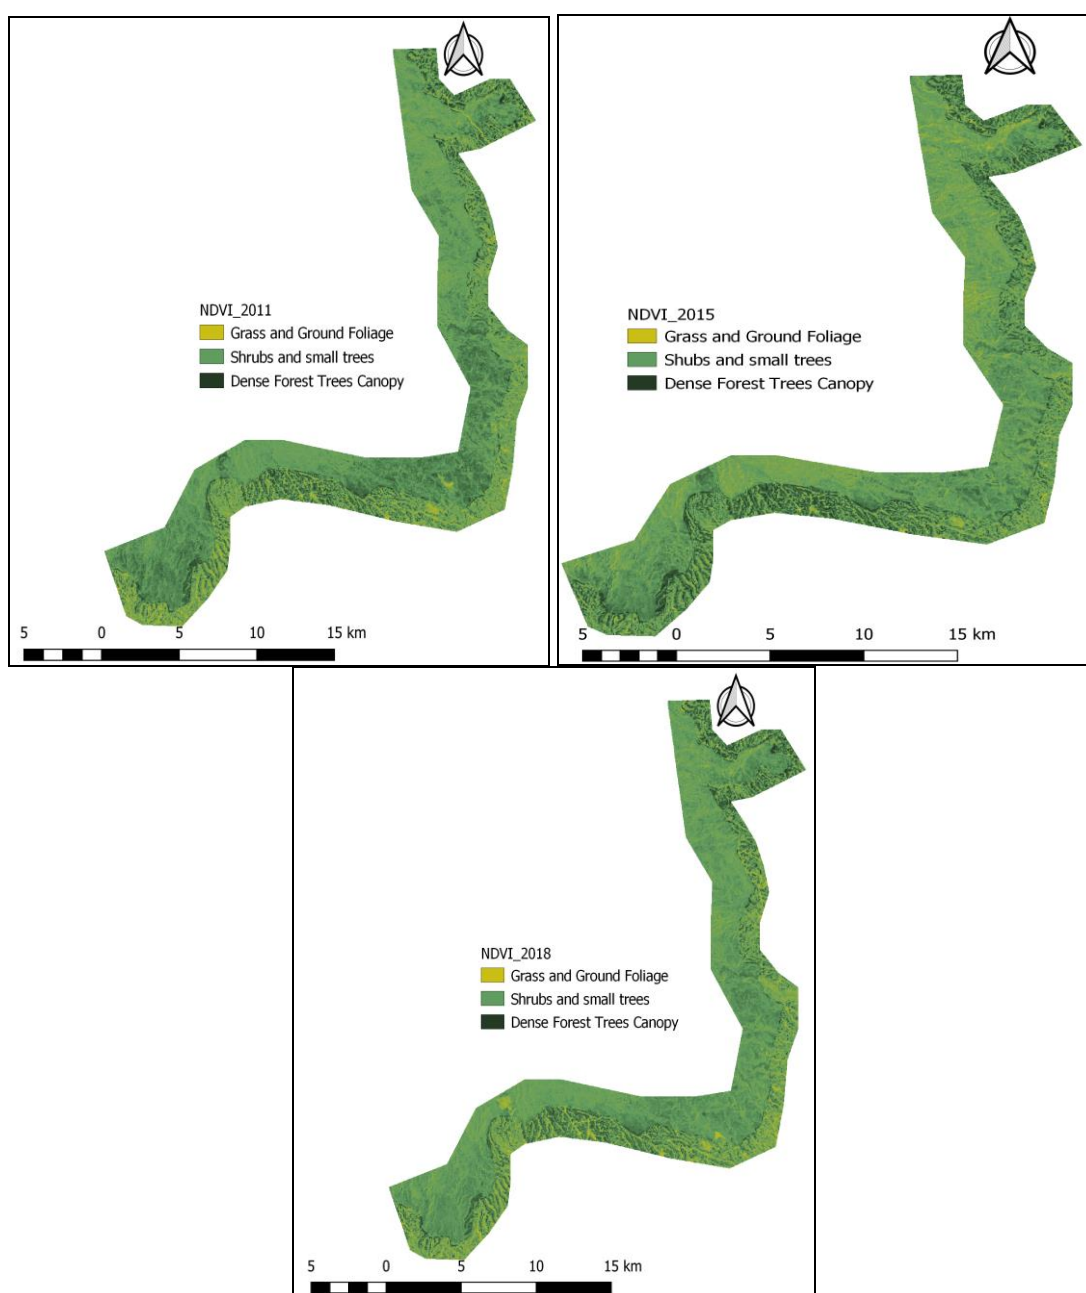 NDVI_2011
Grass and Ground Foliage
Shrubs and small trees
Dense Forest Trees Canopy
5 0 5 10 15 km
NDVI_2015
Grass and Ground Foliage
Shubs and small trees
Dense Forest Trees Canopy
5 0 5 10 15 km
NDVI_2018
Grass and Ground Foliage
Shrubs and small trees
Dense Forest Trees Canopy
5 0 5 10 15 km